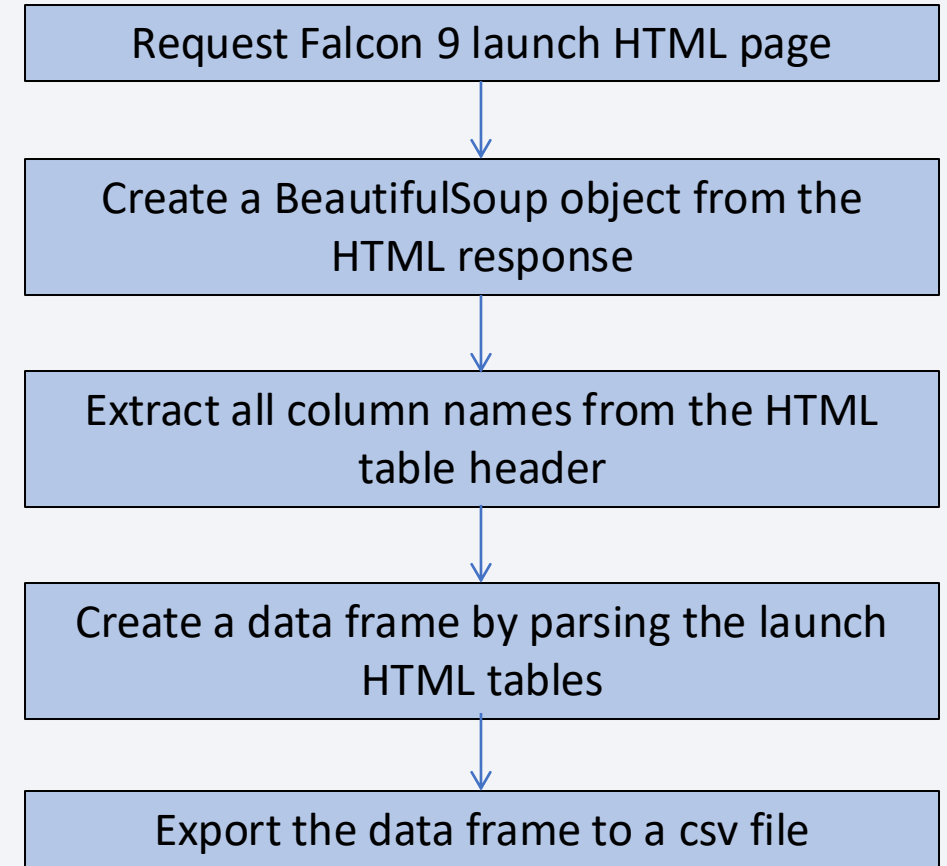 Request Falcon 9 launch HTML page
Create a BeautifulSoup object from the
HTML response
Extract all column names from the HTML
table header
Create a data frame by parsing the launch
HTML tables
Export the data frame to a csv file